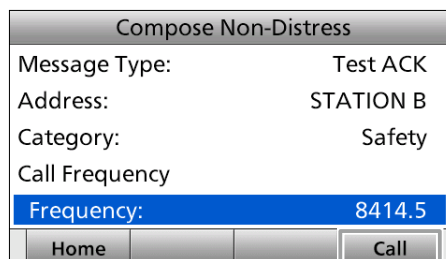 Compose Non-Distress
Message Type: Test ACK
Address: STATION B
Category: Safety
Call Frequency
Frequency: 8414.5
Home Call